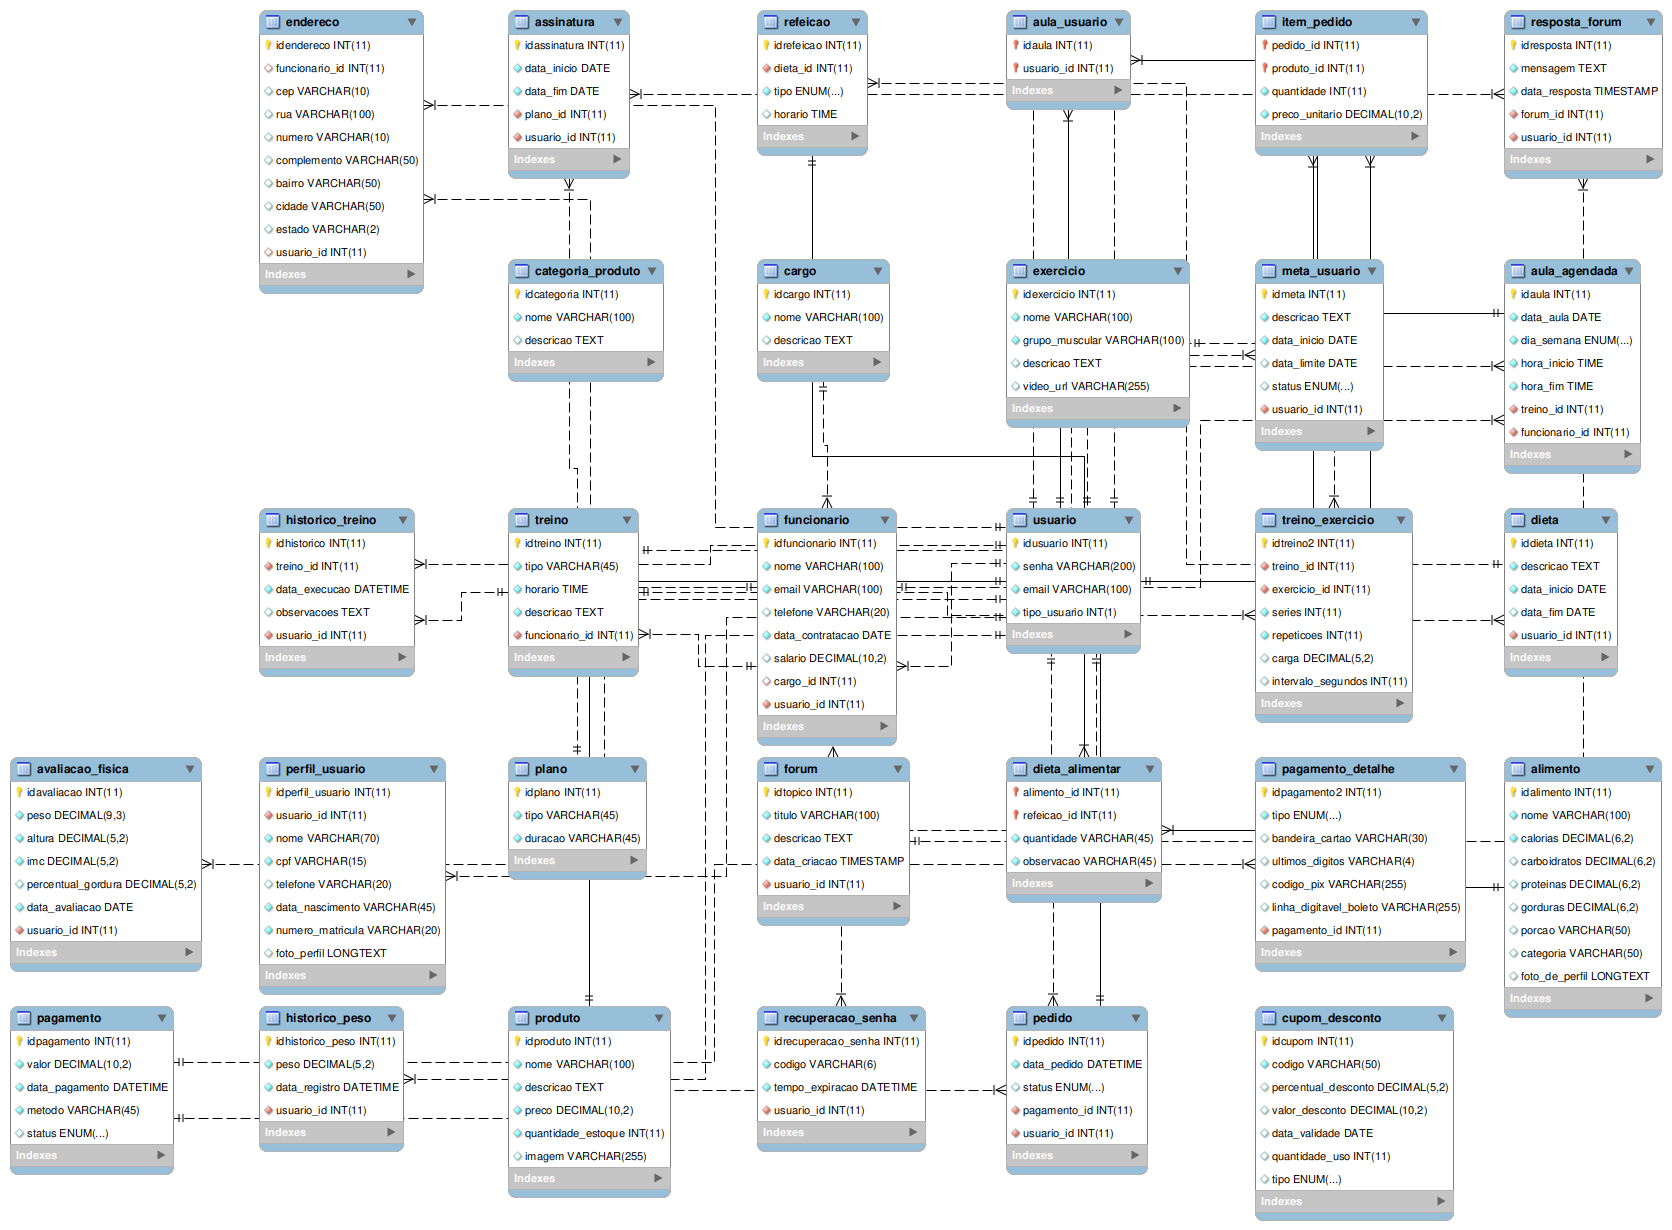 endereco
idendereco INT(11)
funcionario_id INT(11)
cep VARCHAR(10)
rua VARCHAR(100)
numero VARCHAR(10)
complemento VARCHAR(50)
bairro VARCHAR(50)
cidade VARCHAR(50)
estado VARCHAR(2)
usuario_id INT(11)
Indexes
assinatura
idassinatura INT(11)
data_inicio DATE
data_fim DATE
plano_id INT(11)
usuario_id INT(11)
Indexes
refeicao
idrefeicao INT(11)
dieta_id INT(11)
tipo ENUM(...)
horario TIME
Indexes
aula_usuario
idaula INT(11)
usuario_id INT(11)
Indexes
item_pedido
pedido_id INT(11)
produto_id INT(11)
quantidade INT(11)
preco_unitario DECIMAL(10,2)
Indexes
resposta_forum
idresposta INT(11)
mensagem TEXT
data_resposta TIMESTAMP
forum_id INT(11)
usuario_id INT(11)
Indexes
categoria_produto
idcategoria INT(11)
nome VARCHAR(100)
descricao TEXT
Indexes
cargo
idcargo INT(11)
nome VARCHAR(100)
descricao TEXT
Indexes
exercicio
idexercicio INT(11)
nome VARCHAR(100)
grupo_muscular VARCHAR(100)
descricao TEXT
video_url VARCHAR(255)
Indexes
meta_usuario
idmeta INT(11)
descricao TEXT
data_inicio DATE
data_limite DATE
status ENUM(...)
usuario_id INT(11)
Indexes
aula_agendada
idaula INT(11)
data_aula DATE
dia_semana ENUM(...)
hora_inicio TIME
hora_fim TIME
treino_id INT(11)
funcionario_id INT(11)
Indexes
historico_treino
idhistorico INT(11)
treino_id INT(11)
data_execucao DATETIME
observacoes TEXT
usuario_id INT(11)
Indexes
treino
idtreino INT(11)
tipo VARCHAR(45)
horario TIME
descricao TEXT
funcionario_id INT(11)
Indexes
funcionario
idfuncionario INT(11)
nome VARCHAR(100)
email VARCHAR(100)
telefone VARCHAR(20)
data_contratacao DATE
salario DECIMAL(10,2)
cargo_id INT(11)
usuario_id INT(11)
Indexes
usuario
idusuario INT(11)
senha VARCHAR(200)
email VARCHAR(100)
tipo_usuario INT(1)
Indexes
treino_exercicio
idtreino2 INT(11)
treino_id INT(11)
exercicio_id INT(11)
series INT(11)
repeticoes INT(11)
carga DECIMAL(5,2)
intervalo_segundos INT(11)
Indexes
dieta
iddieta INT(11)
descricao TEXT
data_inicio DATE
data_fim DATE
usuario_id INT(11)
Indexes
avaliacao_fisica
idavaliacao INT(11)
peso DECIMAL(9,3)
altura DECIMAL(5,2)
imc DECIMAL(5,2)
percentual_gordura DECIMAL(5,2)
data_avaliacao DATE
usuario_id INT(11)
Indexes
perfil_usuario
idperfil_usuario INT(11)
usuario_id INT(11)
nome VARCHAR(70)
cpf VARCHAR(15)
telefone VARCHAR(20)
data_nascimento VARCHAR(45)
numero_matricula VARCHAR(20)
foto_perfil LONGTEXT
Indexes
plano
idplano INT(11)
tipo VARCHAR(45)
duracao VARCHAR(45)
Indexes
forum
idtopico INT(11)
titulo VARCHAR(100)
descricao TEXT
data_criacao TIMESTAMP
usuario_id INT(11)
Indexes
dieta_alimentar
alimento_id INT(11)
refeicao_id INT(11)
quantidade VARCHAR(45)
observacao VARCHAR(45)
Indexes
pagamento_detalhe
idpagamento2 INT(11)
tipo ENUM(...)
bandeira_cartao VARCHAR(30)
ultimos_digitos VARCHAR(4)
codigo_pix VARCHAR(255)
linha_digitavel_boleto VARCHAR(255)
pagamento_id INT(11)
Indexes
alimento
idalimento INT(11)
nome VARCHAR(100)
calorias DECIMAL(6,2)
carboidratos DECIMAL(6,2)
proteinas DECIMAL(6,2)
gorduras DECIMAL(6,2)
porcao VARCHAR(50)
categoria VARCHAR(50)
foto_de_perfil LONGTEXT
Indexes
pagamento
idpagamento INT(11)
valor DECIMAL(10,2)
data_pagamento DATETIME
metodo VARCHAR(45)
status ENUM(...)
Indexes
historico_peso
idhistorico_peso INT(11)
peso DECIMAL(5,2)
data_registro DATETIME
usuario_id INT(11)
Indexes
produto
idproduto INT(11)
nome VARCHAR(100)
descricao TEXT
preco DECIMAL(10,2)
quantidade_estoque INT(11)
imagem VARCHAR(255)
Indexes
recuperacao_senha
idrecuperacao_senha INT(11)
codigo VARCHAR(6)
tempo_expiracao DATETIME
usuario_id INT(11)
Indexes
pedido
idpedido INT(11)
data_pedido DATETIME
status ENUM(...)
pagamento_id INT(11)
usuario_id INT(11)
Indexes
cupom_desconto
idcupom INT(11)
codigo VARCHAR(50)
percentual_desconto DECIMAL(5,2)
valor_desconto DECIMAL(10,2)
data_validade DATE
quantidade_uso INT(11)
tipo ENUM(...)
Indexes